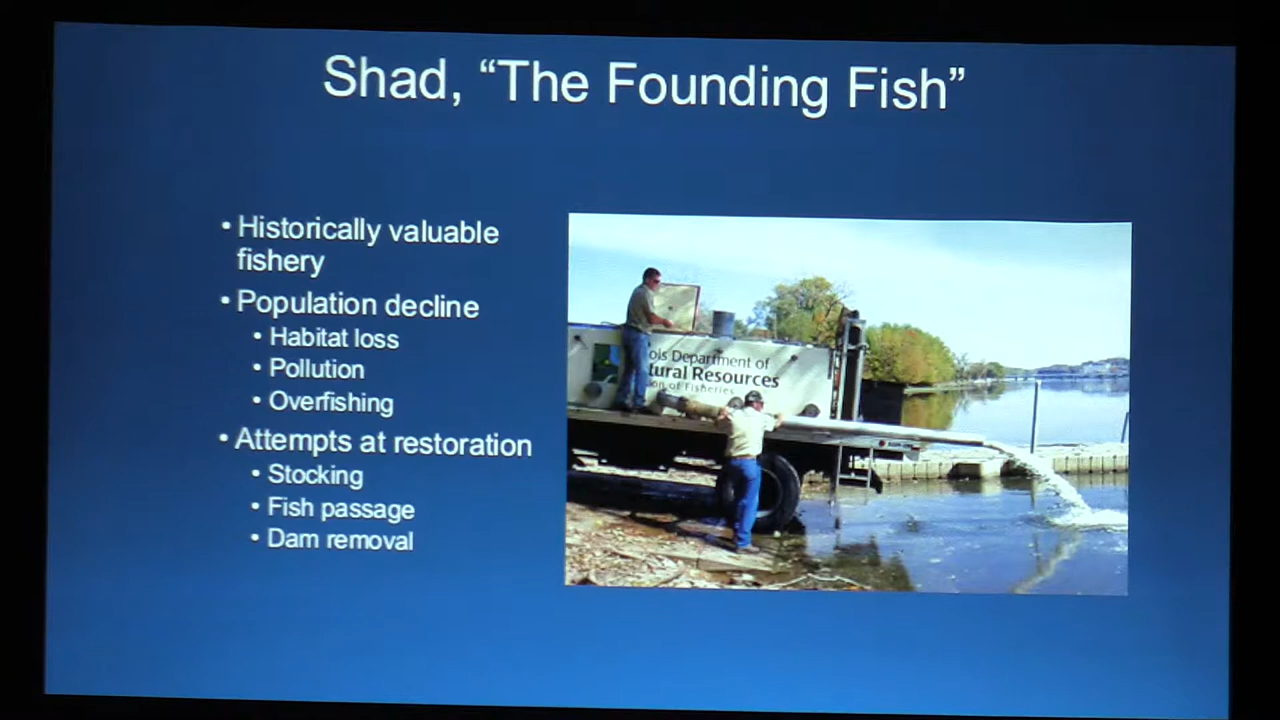 Shad, “The Founding Fish”
• Historically valuable
fishery
• Population decline
• Habitat loss
• Pollution
• Overfishing
• Attempts at restoration
• Stocking
• Fish passage
• Dam removal
ois Department of
tural Resources
ion of Fisheries